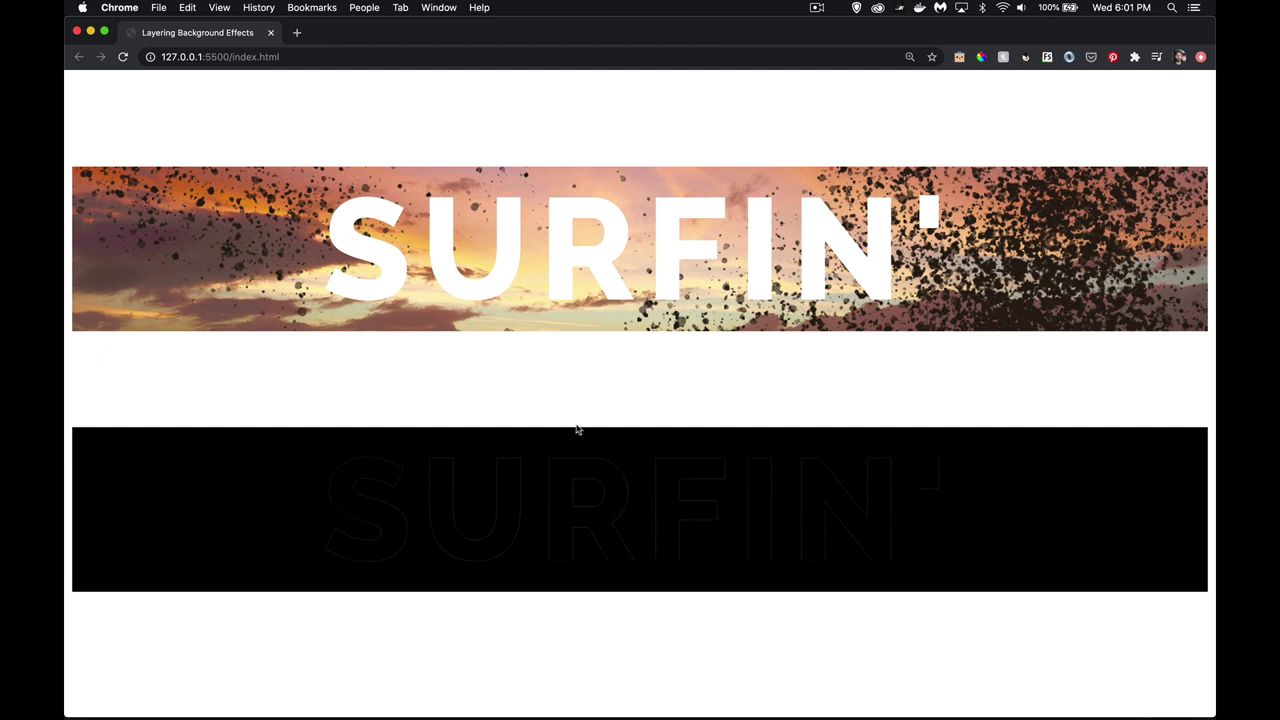 Chrome File Edit View History Bookmarks People Tab Window Help 100% Wed 6:01 PM
Layering Background Effects
127.0.0.1:5500/index.html
SURFIN'
SURFIN'